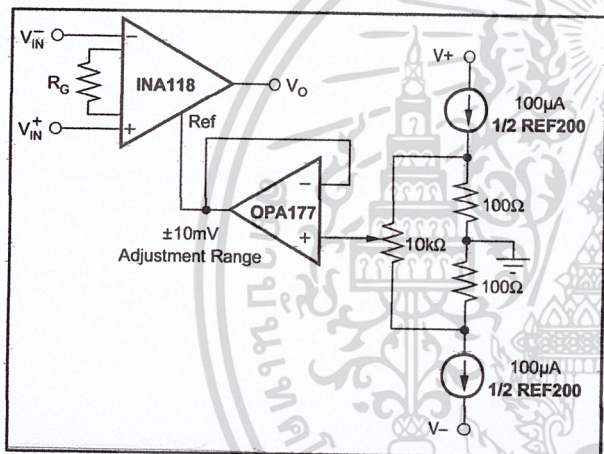 V⁻IN
RG
V⁺IN
INA118
VO
Ref
OPA177
±10mV
Adjustment Range
V+
100µA
1/2 REF200
100Ω
10kΩ
100Ω
100µA
1/2 REF200
V–